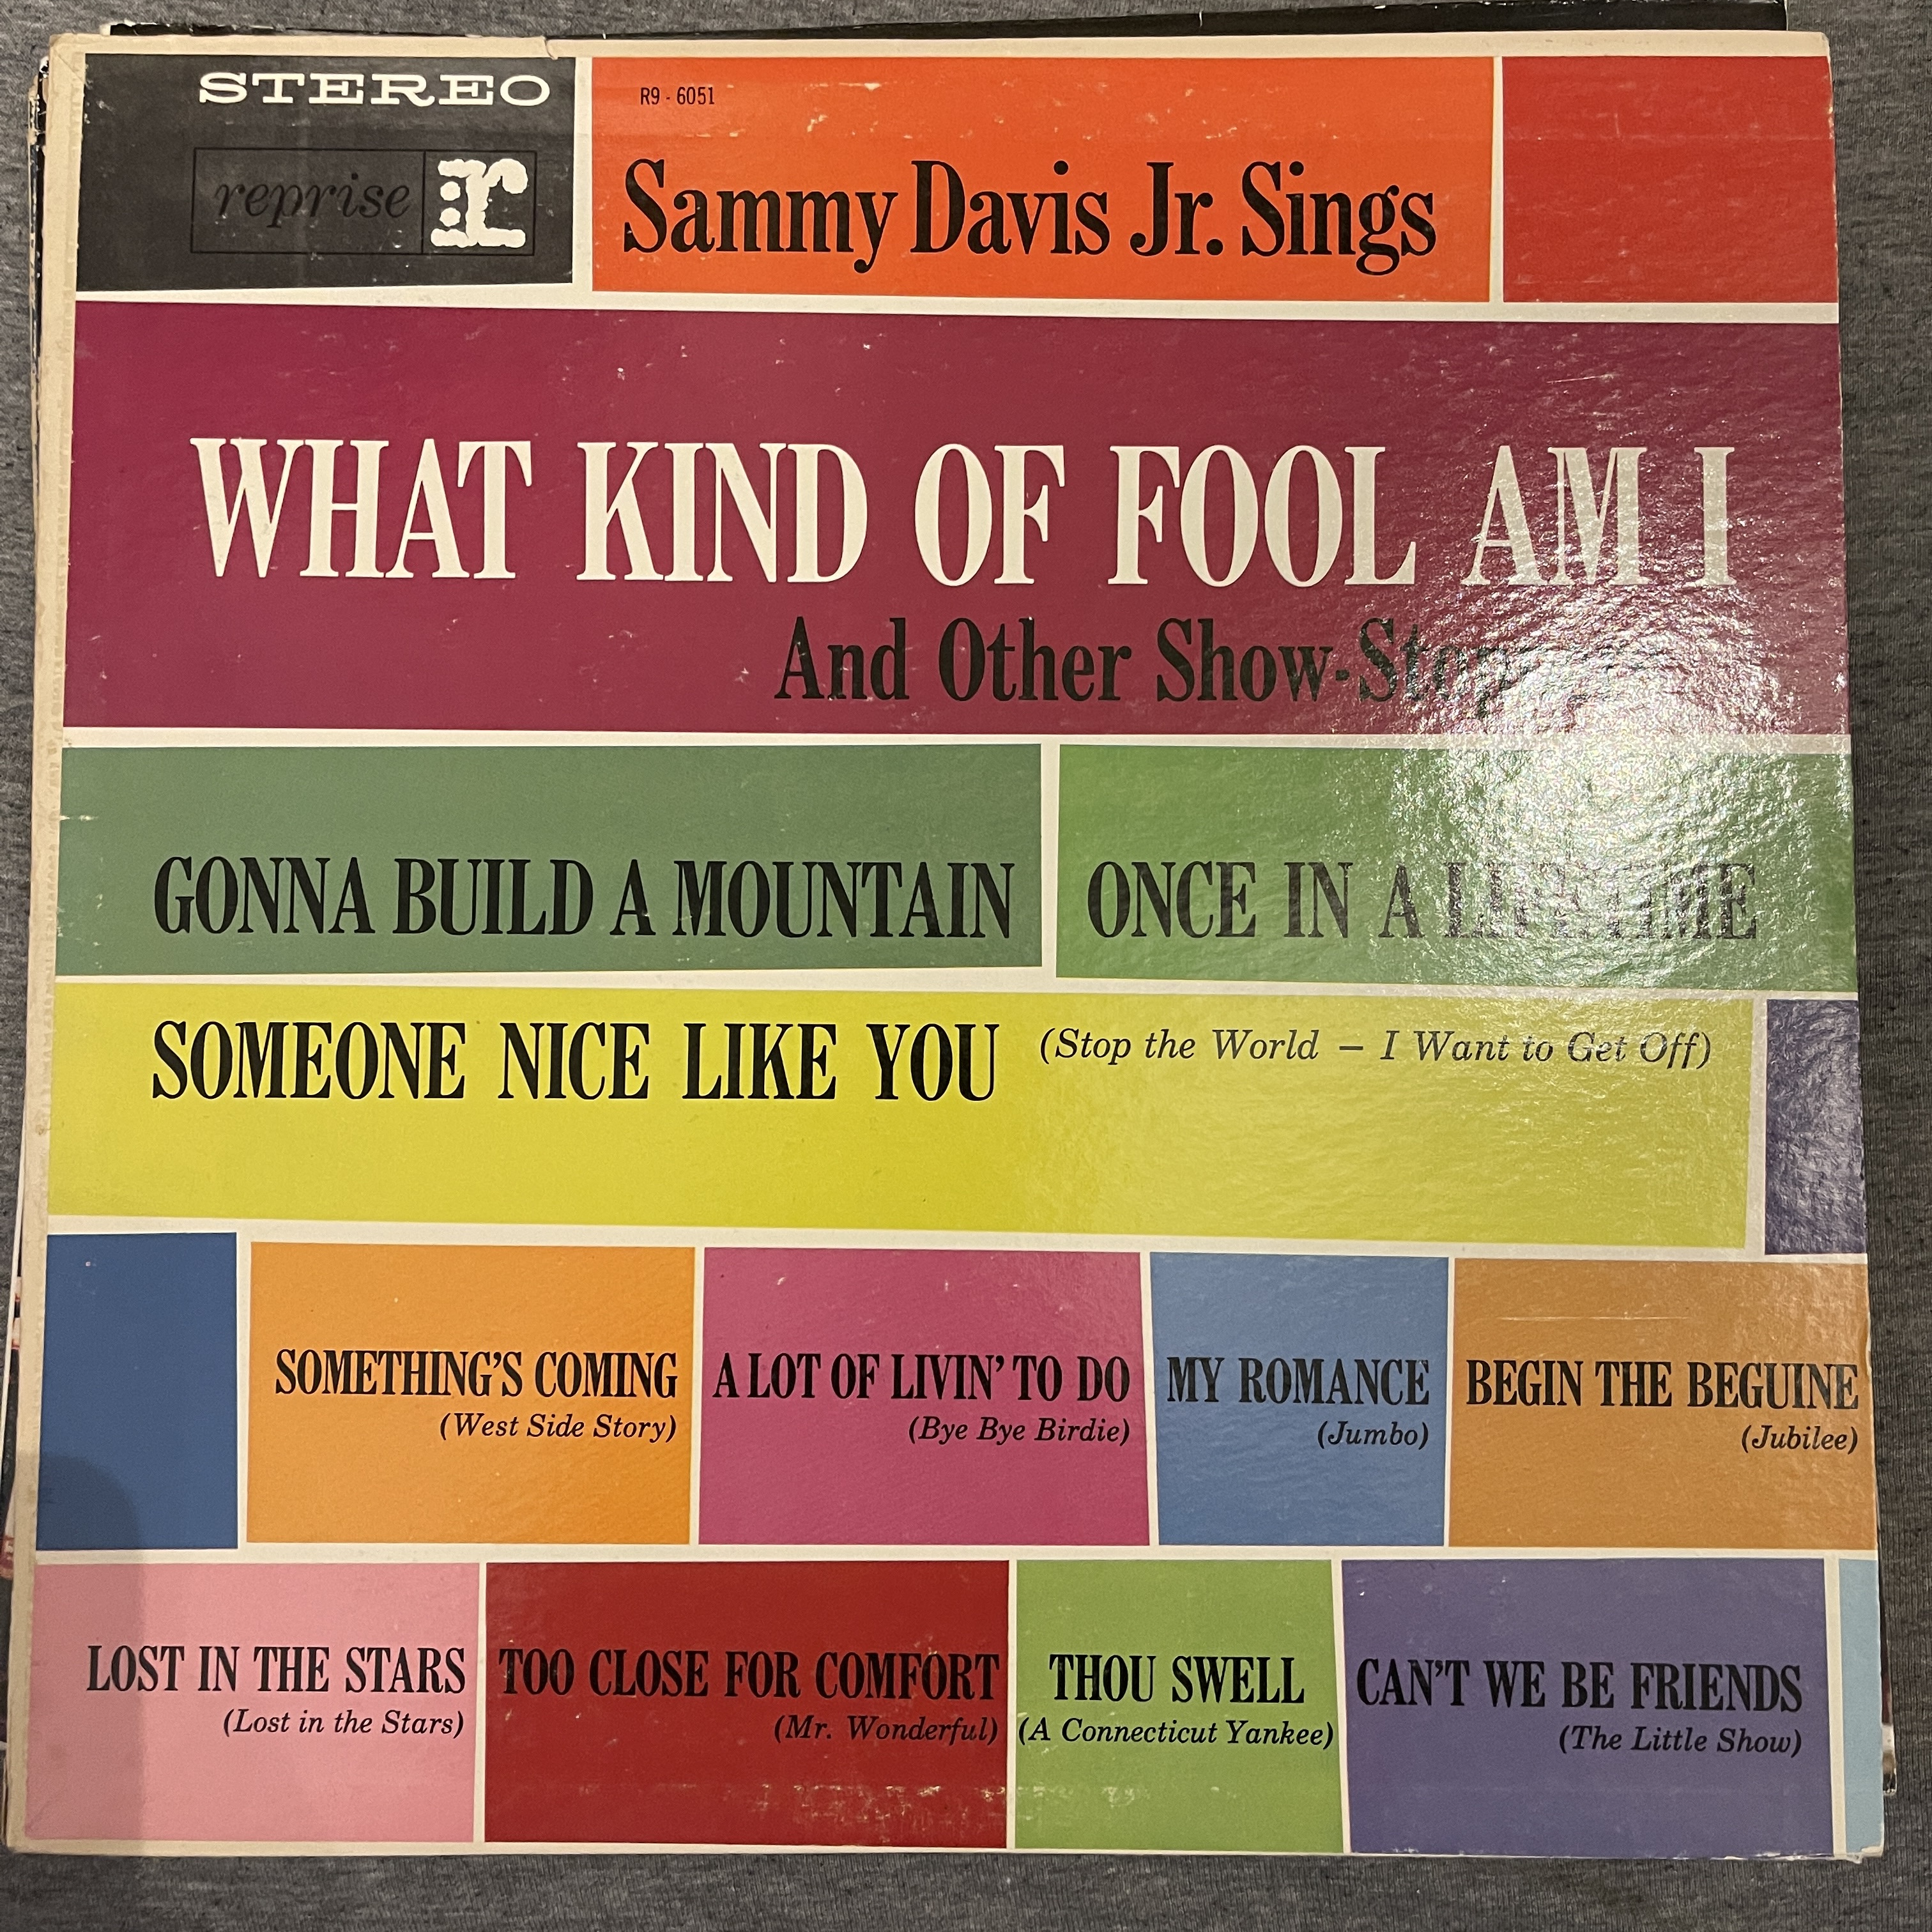 STEREO
reprise r
R9 - 6051
Sammy Davis Jr. Sings
WHAT KIND OF FOOL AM I
And Other
GONNA BUILD A MOUNTAIN
ONCE IN A LIFETIME
SOMEONE NICE LIKE YOU (Stop the World – I Want to Get Off)
SOMETHING'S COMING
(West Side Story)
A LOT OF LIVIN' TO DO
(Bye Bye Birdie)
MY ROMANCE
(Jumbo)
BEGIN THE BEGUINE
(Jubilee)
LOST IN THE STARS
(Lost in the Stars)
TOO CLOSE FOR COMFORT
(Mr. Wonderful)
THOU SWELL
(A Connecticut Yankee)
CAN'T WE BE FRIENDS
(The Little Show)